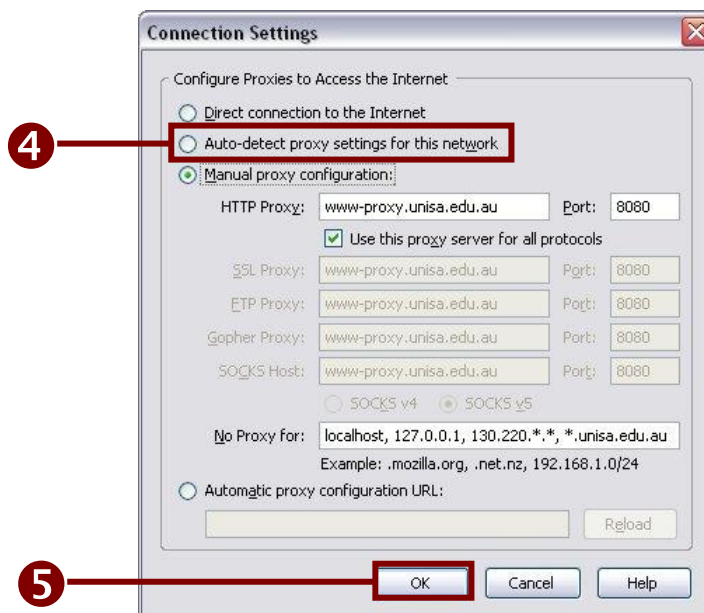 Connection Settings
Configure Proxies to Access the Internet
Direct connection to the Internet
4
Auto-detect proxy settings for this network
Manual proxy configuration:
HTTP Proxy: www-proxy.unisa.edu.au Port: 8080
Use this proxy server for all protocols
SSL Proxy: www-proxy.unisa.edu.au Port: 8080
FTP Proxy: www-proxy.unisa.edu.au Port: 8080
Gopher Proxy: www-proxy.unisa.edu.au Port: 8080
SOCKS Host: www-proxy.unisa.edu.au Port: 8080
SOCKS v4 SOCKS v5
No Proxy for: localhost, 127.0.0.1, 130.220.*.*, *.unisa.edu.au
Example: .mozilla.org, .net.nz, 192.168.1.0/24
Automatic proxy configuration URL:
Reload
5
OK Cancel Help